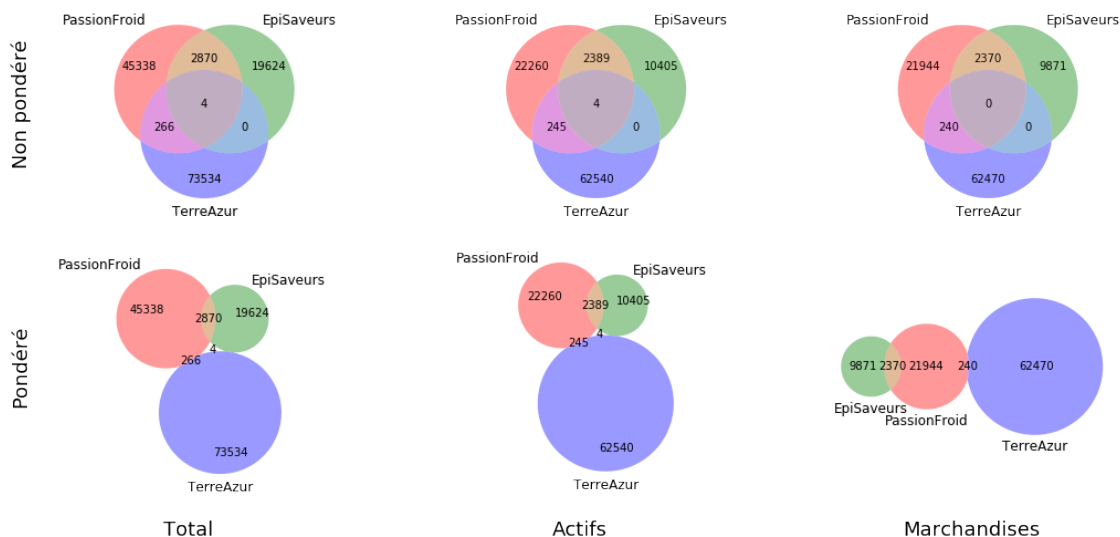 Non pondéré
PassionFroid
EpiSaveurs
45338
2870
19624
4
266
0
73534
TerreAzur
PassionFroid
EpiSaveurs
22260
2389
10405
4
245
0
62540
TerreAzur
PassionFroid
EpiSaveurs
21944
2370
9871
0
240
0
62470
TerreAzur
Pondéré
PassionFroid
EpiSaveurs
45338
2870
19624
4
266
73534
TerreAzur
PassionFroid
EpiSaveurs
22260
2389
10405
4
245
62540
TerreAzur
9871
2370
21944
240
62470
EpiSaveurs
PassionFroid
TerreAzur
Total
Actifs
Marchandises